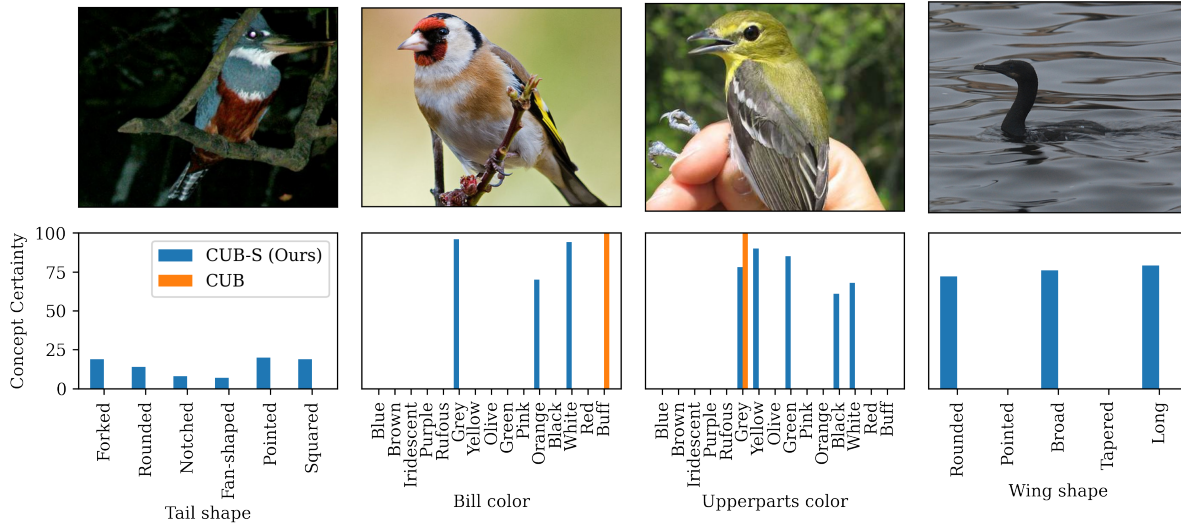 Concept Certainty
100
75
50
25
0
CUB-S (Ours)
CUB
Forked
Rounded
Notched
Fan-shaped
Pointed
Squared
Tail shape
Blue
Brown
Iridescent
Purple
Rufous
Grey
Yellow
Olive
Green
Pink
Orange
Black
White
Red
Buff
Bill color
Blue
Brown
Iridescent
Purple
Rufous
Grey
Yellow
Olive
Green
Pink
Orange
Black
White
Red
Buff
Upperparts color
Rounded
Pointed
Broad
Tapered
Long
Wing shape